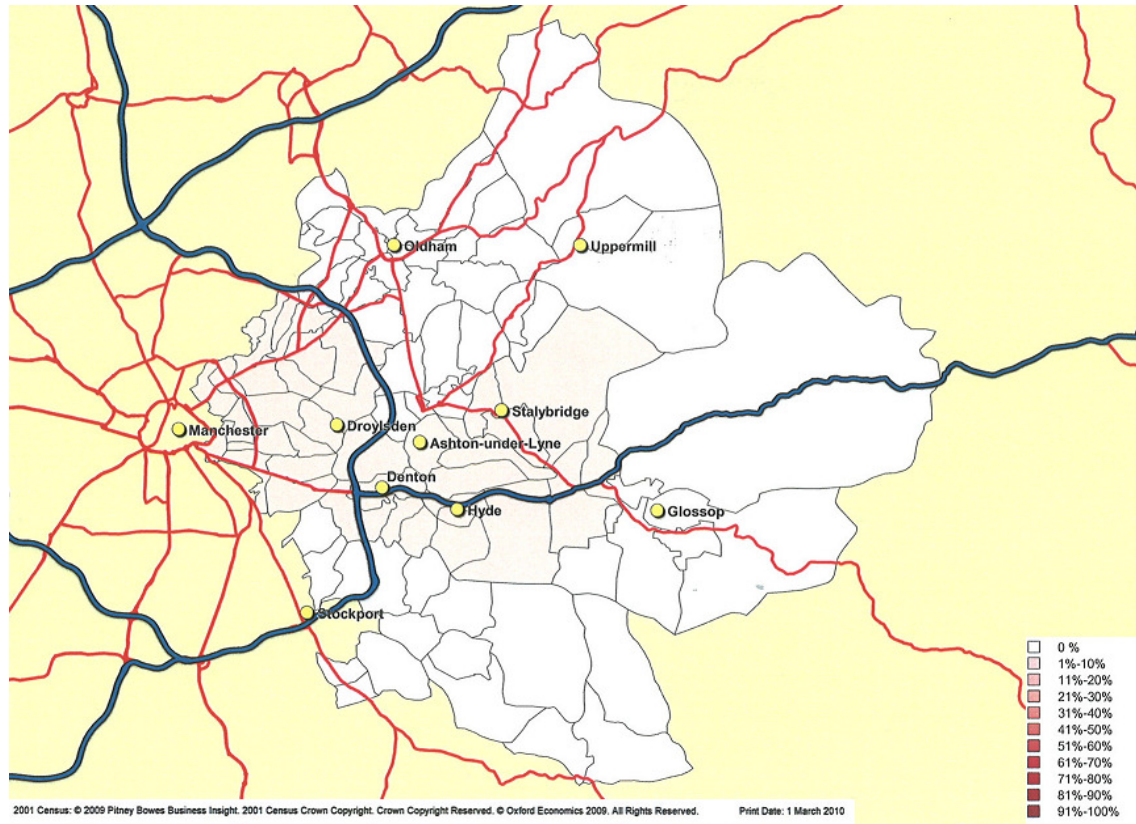 Oldham
Uppermill
Stalybridge
Manchester
Droylsden
Ashton-under-Lyne
Denton
Hyde
Glossop
Stockport
0 %
1%-10%
11%-20%
21%-30%
31%-40%
41%-50%
51%-60%
61%-70%
71%-80%
81%-90%
91%-100%
2001 Census: © 2009 Pitney Bowes Business Insight. 2001 Census Crown Copyright. Crown Copyright Reserved. © Oxford Economics 2009. All Rights Reserved. Print Date: 1 March 2010